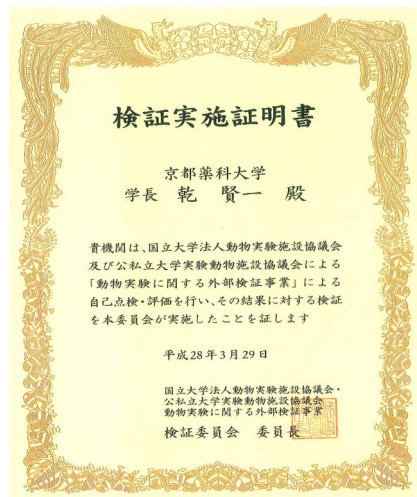 検証実施証明書
京都薬科大学
学長 乾 賢一 殿
貴機関は、国立大学法人動物実験施設協議会
及び公私立大学実験動物施設協議会による
「動物実験に関する外部検証事業」による
自己点検・評価を行い、その結果に対する検証
を本委員会が実施したことを証します
平成28年3月29日
国立大学法人動物実験施設協議会・
公私立大学実験動物施設協議会
動物実験に関する外部検証事業
検証委員会 委員長